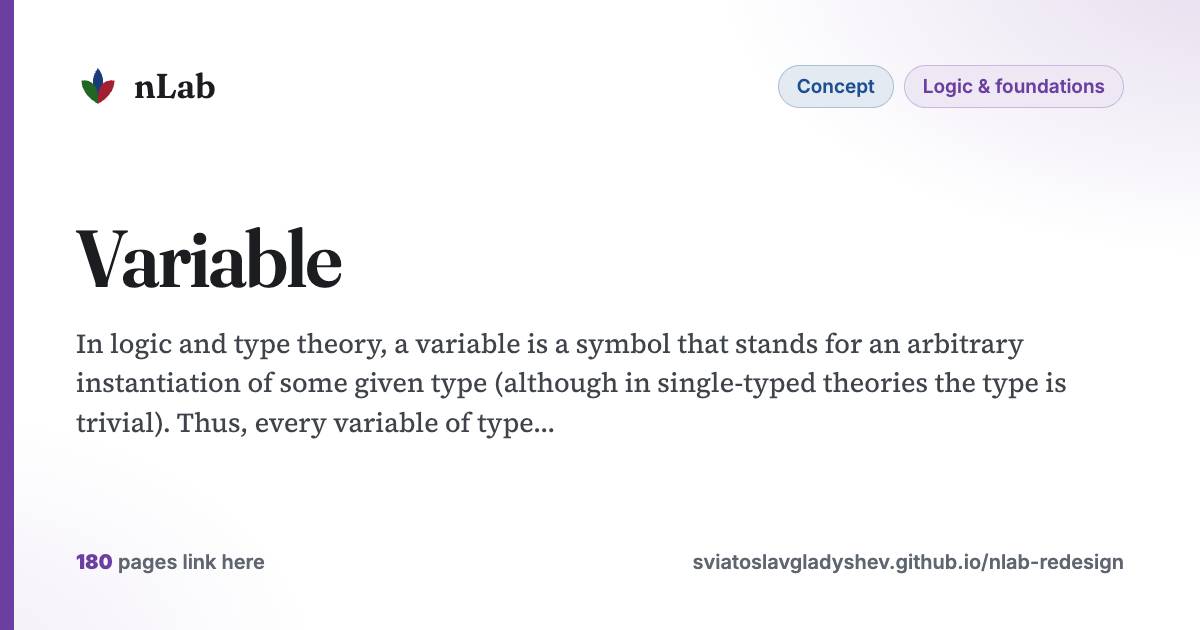 nLab
Concept
Logic & foundations
Variable
In logic and type theory, a variable is a symbol that stands for an arbitrary
instantiation of some given type (although in single-typed theories the type is
trivial). Thus, every variable of type...
180 pages link here
sviatoslavgladyshev.github.io/nlab-redesign